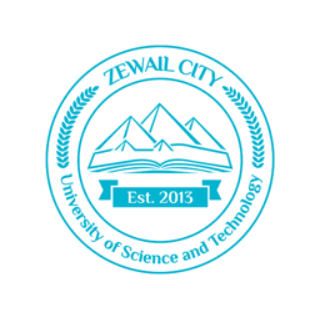 ZEWAIL CITY
Est. 2013
University of Science and Technology